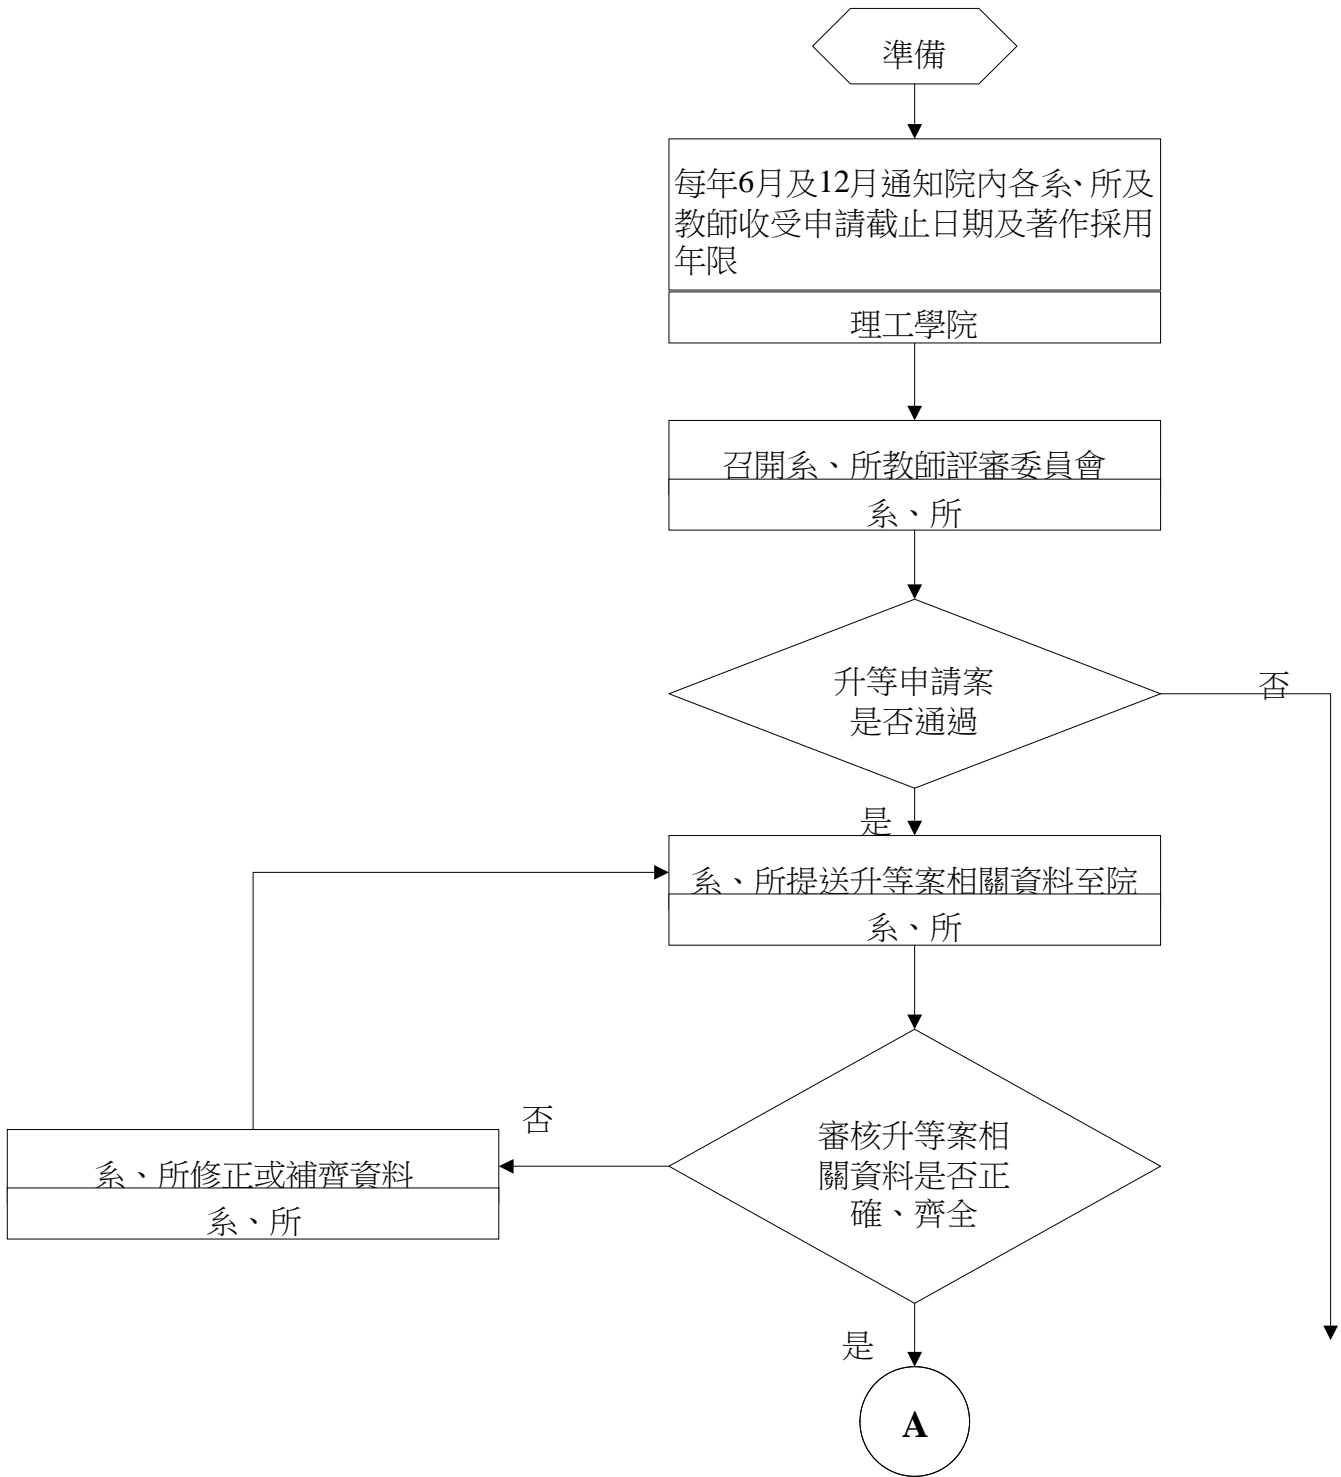 準備
每年6月及12月通知院內各系、所及
教師收受申請截止日期及著作採用
年限
理工學院
召開系、所教師評審委員會
系、所
升等申請案
是否通過
否
是
系、所提送升等案相關資料至院
系、所
否
審核升等案相
關資料是否正
確、齊全
系、所修正或補齊資料
系、所
是
A